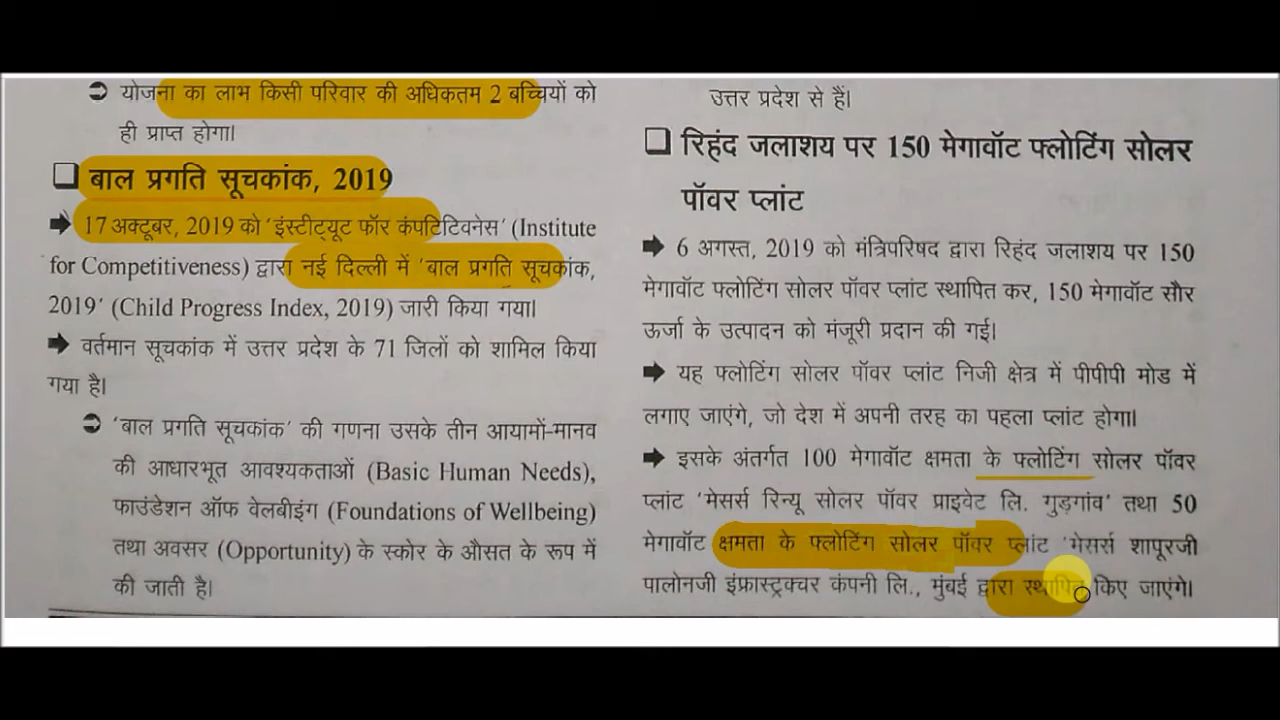 ➲ योजना का लाभ किसी परिवार की अधिकतम 2 बच्चियों को
ही प्राप्त होगा।
❑ बाल प्रगति सूचकांक, 2019
➡ 17 अक्टूबर, 2019 को 'इंस्टीट्यूट फॉर कंपटिटिवनेस' (Institute
for Competitiveness) द्वारा नई दिल्ली में 'बाल प्रगति सूचकांक,
2019' (Child Progress Index, 2019) जारी किया गया।
➡ वर्तमान सूचकांक में उत्तर प्रदेश के 71 जिलों को शामिल किया
गया है।
➲ 'बाल प्रगति सूचकांक' की गणना उसके तीन आयामों-मानव
की आधारभूत आवश्यकताओं (Basic Human Needs),
फाउंडेशन ऑफ वेलबीइंग (Foundations of Wellbeing)
तथा अवसर (Opportunity) के स्कोर के औसत के रूप में
की जाती है।
उत्तर प्रदेश से हैं।
❑ रिहंद जलाशय पर 150 मेगावॉट फ्लोटिंग सोलर
पॉवर प्लांट
➡ 6 अगस्त, 2019 को मंत्रिपरिषद द्वारा रिहंद जलाशय पर 150
मेगावॉट फ्लोटिंग सोलर पॉवर प्लांट स्थापित कर, 150 मेगावॉट सौर
ऊर्जा के उत्पादन को मंजूरी प्रदान की गई।
➡ यह फ्लोटिंग सोलर पॉवर प्लांट निजी क्षेत्र में पीपीपी मोड में
लगाए जाएंगे, जो देश में अपनी तरह का पहला प्लांट होगा।
➡ इसके अंतर्गत 100 मेगावॉट क्षमता के फ्लोटिंग सोलर पॉवर
प्लांट 'मेसर्स रिन्यू सोलर पॉवर प्राइवेट लि. गुड़गांव' तथा 50
मेगावॉट क्षमता के फ्लोटिंग सोलर पॉवर प्लांट 'मेसर्स शापूरजी
पालोनजी इंफ्रास्ट्रक्चर कंपनी लि., मुंबई द्वारा स्थापित किए जाएंगे।